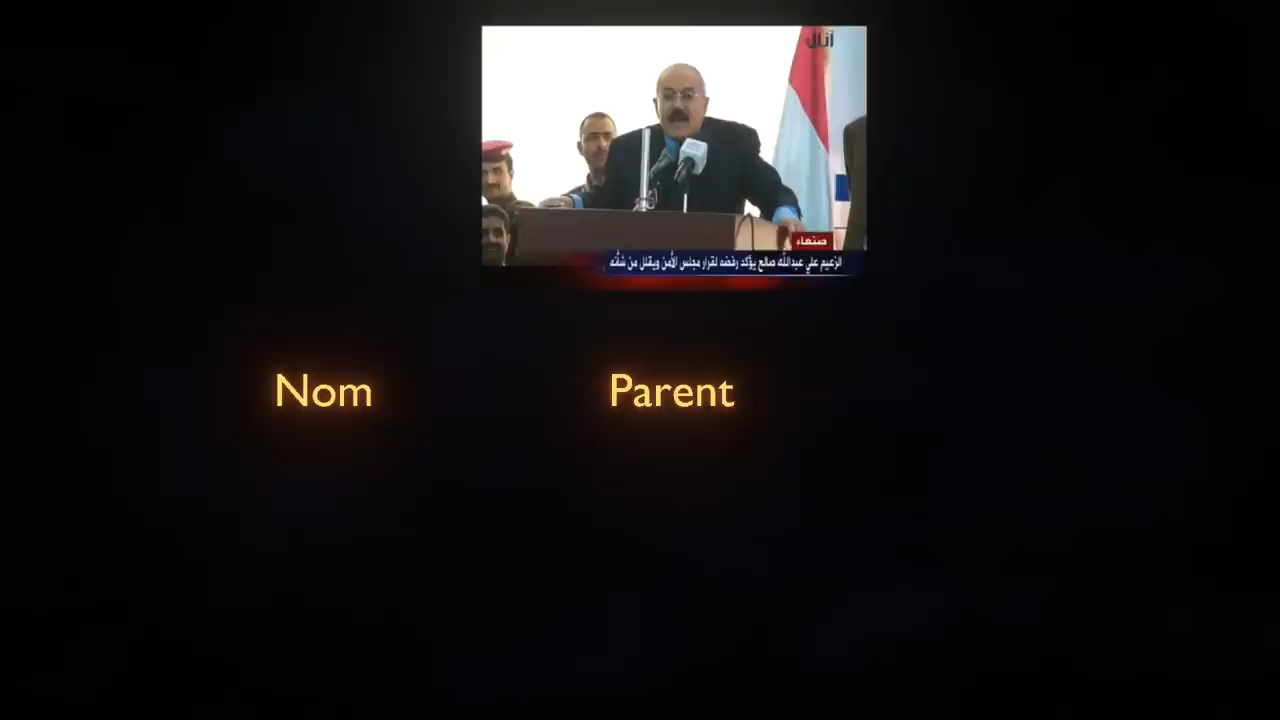 آزال
صنعاء
الزعيم علي عبدالله صالح يؤكد رفضه لقرار مجلس الأمن ويقلل من شأنه
Nom Parent